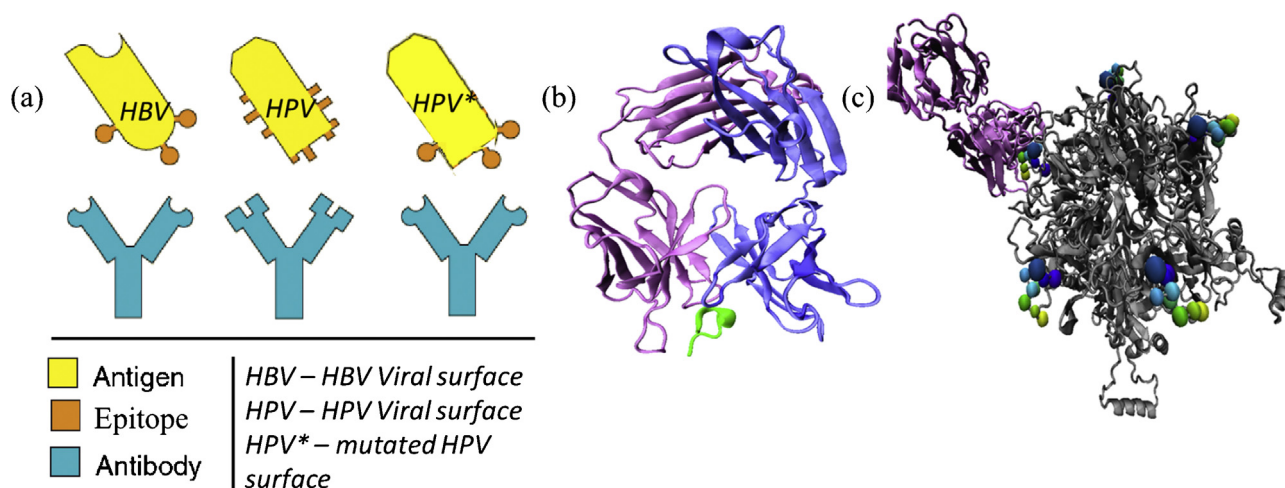 (a)
HBV
HPV
HPV*
(b)
(c)
Antigen
Epitope
Antibody
HBV – HBV Viral surface
HPV – HPV Viral surface
HPV* – mutated HPV
surface